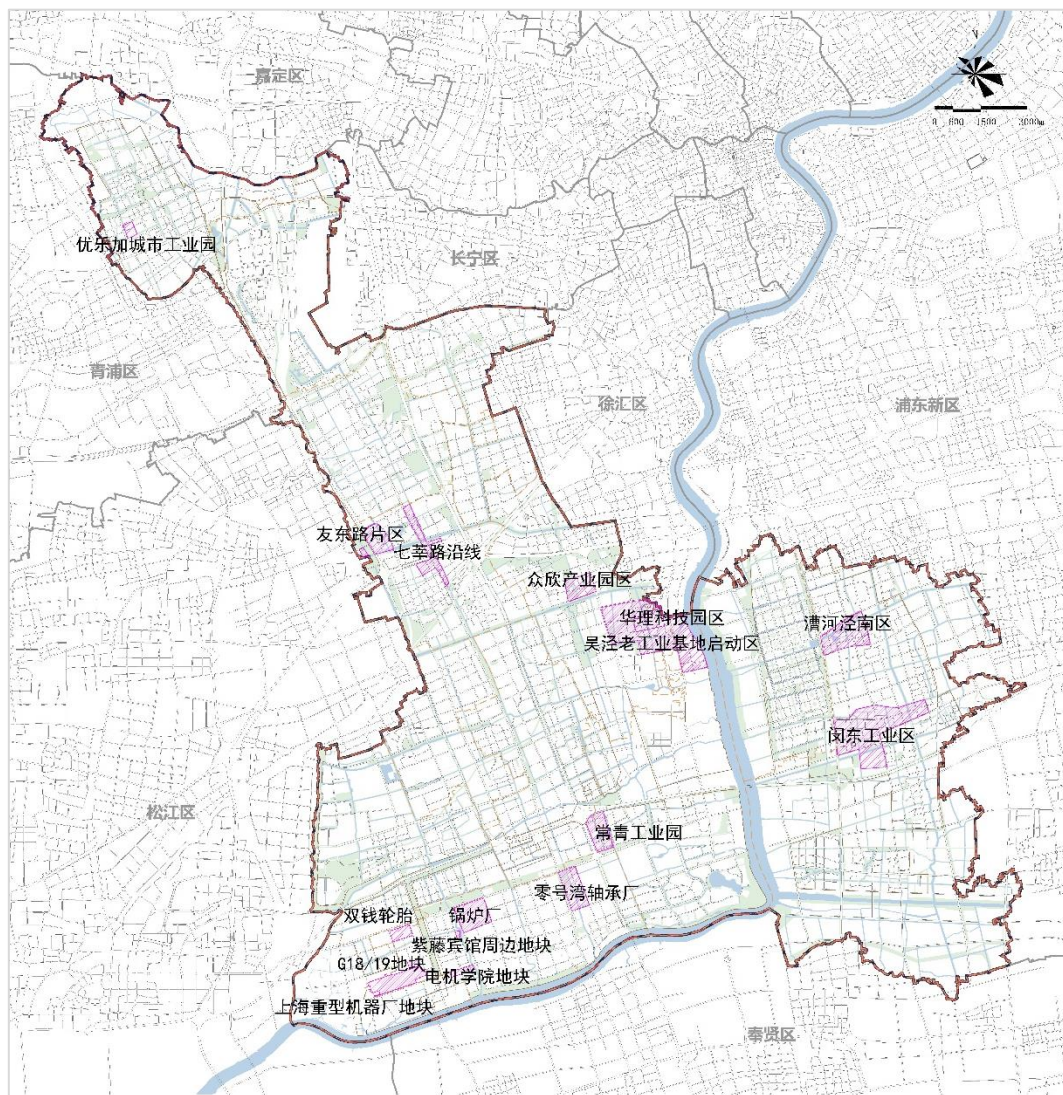 嘉定区
N
0 600 1500 3000m
优乐加城市工业园
长宁区
青浦区
徐汇区
浦东新区
友东路片区
七莘路沿线
众欣产业园区
华理科技园区
漕河泾南区
吴泾老工业基地启动区
闵东工业区
松江区
常青工业园
零号湾轴承厂
双钱轮胎
锅炉厂
紫藤宾馆周边地块
G18/19地块
电机学院地块
上海重型机器厂地块
奉贤区